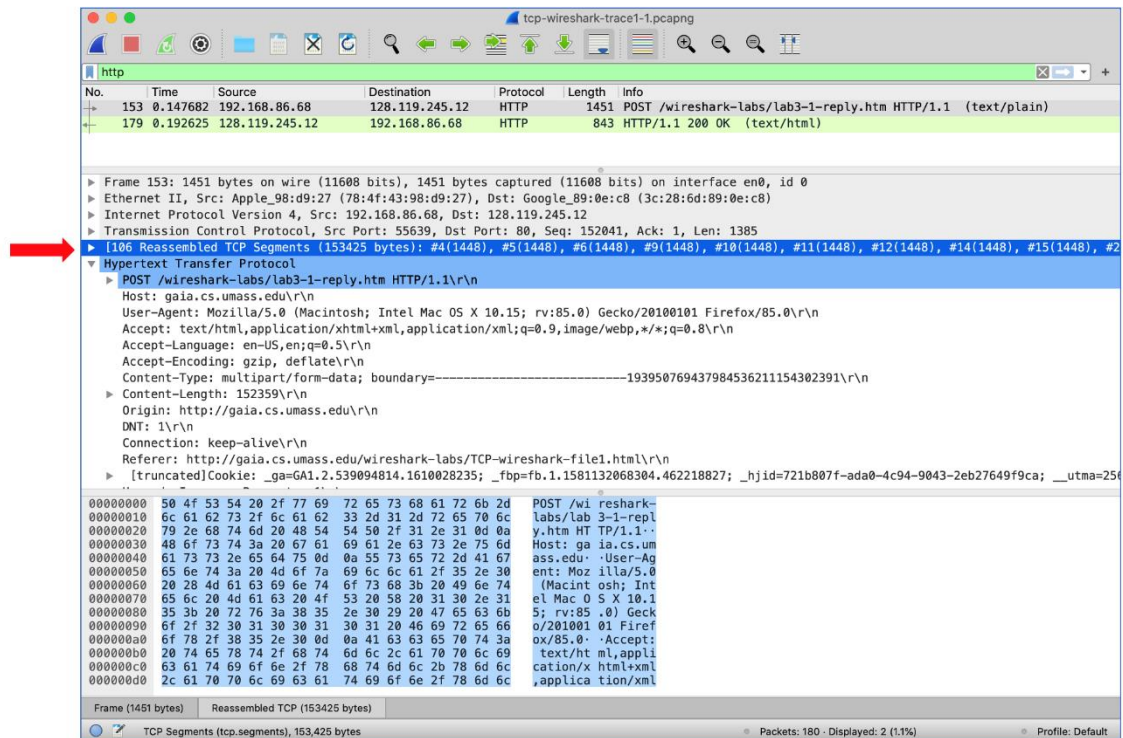 tcp-wireshark-trace1-1.pcapng
http
No. Time Source Destination Protocol Length Info
153 0.147682 192.168.86.68 128.119.245.12 HTTP 1451 POST /wireshark-labs/lab3-1-reply.htm HTTP/1.1 (text/plain)
179 0.192625 128.119.245.12 192.168.86.68 HTTP 843 HTTP/1.1 200 OK (text/html)
Frame 153: 1451 bytes on wire (11608 bits), 1451 bytes captured (11608 bits) on interface en0, id 0
Ethernet II, Src: Apple_98:d9:27 (78:4f:43:98:d9:27), Dst: Google_89:0e:c8 (3c:28:6d:89:0e:c8)
Internet Protocol Version 4, Src: 192.168.86.68, Dst: 128.119.245.12
Transmission Control Protocol, Src Port: 55639, Dst Port: 80, Seq: 152041, Ack: 1, Len: 1385
[106 Reassembled TCP Segments (153425 bytes): #4(1448), #5(1448), #6(1448), #9(1448), #10(1448), #11(1448), #12(1448), #14(1448), #15(1448), #2
Hypertext Transfer Protocol
POST /wireshark-labs/lab3-1-reply.htm HTTP/1.1\r\n
Host: gaia.cs.umass.edu\r\n
User-Agent: Mozilla/5.0 (Macintosh; Intel Mac OS X 10.15; rv:85.0) Gecko/20100101 Firefox/85.0\r\n
Accept: text/html,application/xhtml+xml,application/xml;q=0.9,image/webp,*/*;q=0.8\r\n
Accept-Language: en-US,en;q=0.5\r\n
Accept-Encoding: gzip, deflate\r\n
Content-Type: multipart/form-data; boundary=---------------------------193950769437984536211154302391\r\n
Content-Length: 152359\r\n
Origin: http://gaia.cs.umass.edu\r\n
DNT: 1\r\n
Connection: keep-alive\r\n
Referer: http://gaia.cs.umass.edu/wireshark-labs/TCP-wireshark-file1.html\r\n
[truncated]Cookie: _ga=GA1.2.539094814.1610028235; _fbp=fb.1.1581132068304.462218827; _hjid=721b807f-ada0-4c94-9043-2eb27649f9ca; __utma=256
00000000 50 4f 53 54 20 2f 77 69 72 65 73 68 61 72 6b 2d POST /wi reshark-
00000010 6c 61 62 73 2f 6c 61 62 33 2d 31 2d 72 65 70 6c labs/lab 3-1-repl
00000020 79 2e 68 74 6d 20 48 54 54 50 2f 31 2e 31 0d 0a y.htm HT TP/1.1··
00000030 48 6f 73 74 3a 20 67 61 69 61 2e 63 73 2e 75 6d Host: ga ia.cs.um
00000040 61 73 73 2e 65 64 75 0d 0a 55 73 65 72 2d 41 67 ass.edu· ·User-Ag
00000050 65 6e 74 3a 20 4d 6f 7a 69 6c 6c 61 2f 35 2e 30 ent: Moz illa/5.0
00000060 20 28 4d 61 63 69 6e 74 6f 73 68 3b 20 49 6e 74 (Macint osh; Int
00000070 65 6c 20 4d 61 63 20 4f 53 20 58 20 31 30 2e 31 el Mac O S X 10.1
00000080 35 3b 20 72 76 3a 38 35 2e 30 29 20 47 65 63 6b 5; rv:85 .0) Geck
00000090 6f 2f 32 30 31 30 30 31 30 31 20 46 69 72 65 66 o/201001 01 Firef
000000a0 6f 78 2f 38 35 2e 30 0d 0a 41 63 63 65 70 74 3a ox/85.0· ·Accept:
000000b0 20 74 65 78 74 2f 68 74 6d 6c 2c 61 70 70 6c 69 text/ht ml,appli
000000c0 63 61 74 69 6f 6e 2f 78 68 74 6d 6c 2b 78 6d 6c cation/x html+xml
000000d0 2c 61 70 70 6c 69 63 61 74 69 6f 6e 2f 78 6d 6c ,applica tion/xml
Frame (1451 bytes) Reassembled TCP (153425 bytes)
TCP Segments (tcp.segments), 153,425 bytes Packets: 180 · Displayed: 2 (1.1%) Profile: Default